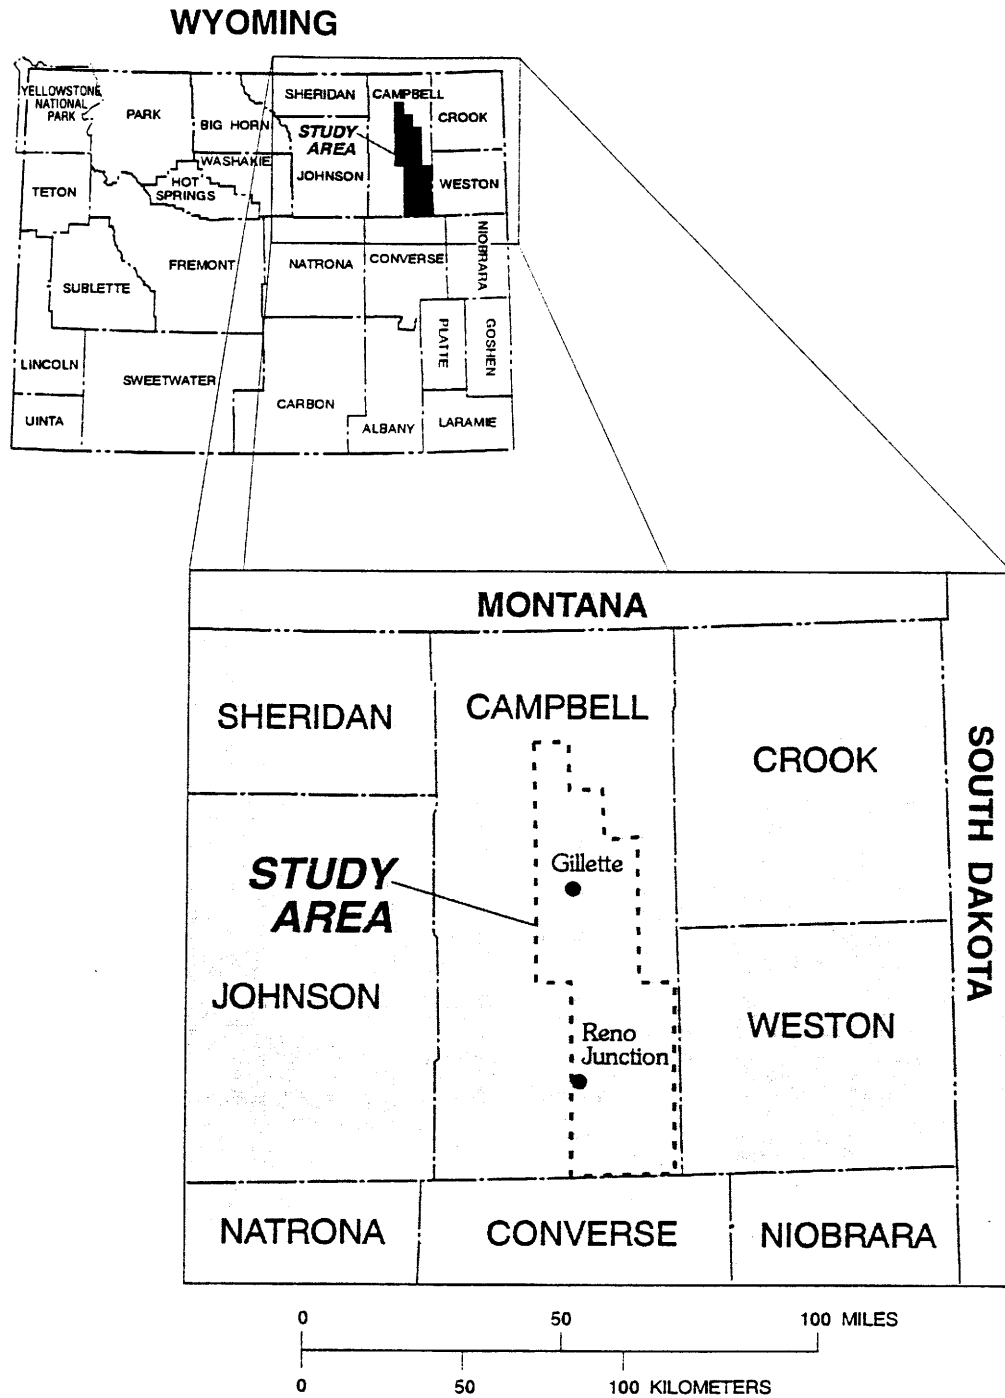 WYOMING
YELLOWSTONE
NATIONAL
PARK
PARK
BIG HORN
SHERIDAN
CAMPBELL
CROOK
STUDY
AREA
WASHAKIE
JOHNSON
WESTON
TETON
HOT
SPRINGS
FREMONT
NATRONA
CONVERSE
NIOBRARA
SUBLETTE
LINCOLN
SWEETWATER
CARBON
PLATTE
GOSHEN
UINTA
ALBANY
LARAMIE
MONTANA
SHERIDAN
CAMPBELL
CROOK
SOUTH DAKOTA
Gillette
STUDY
AREA
JOHNSON
Reno
Junction
WESTON
NATRONA
CONVERSE
NIOBRARA
0 50 100 MILES
0 50 100 KILOMETERS